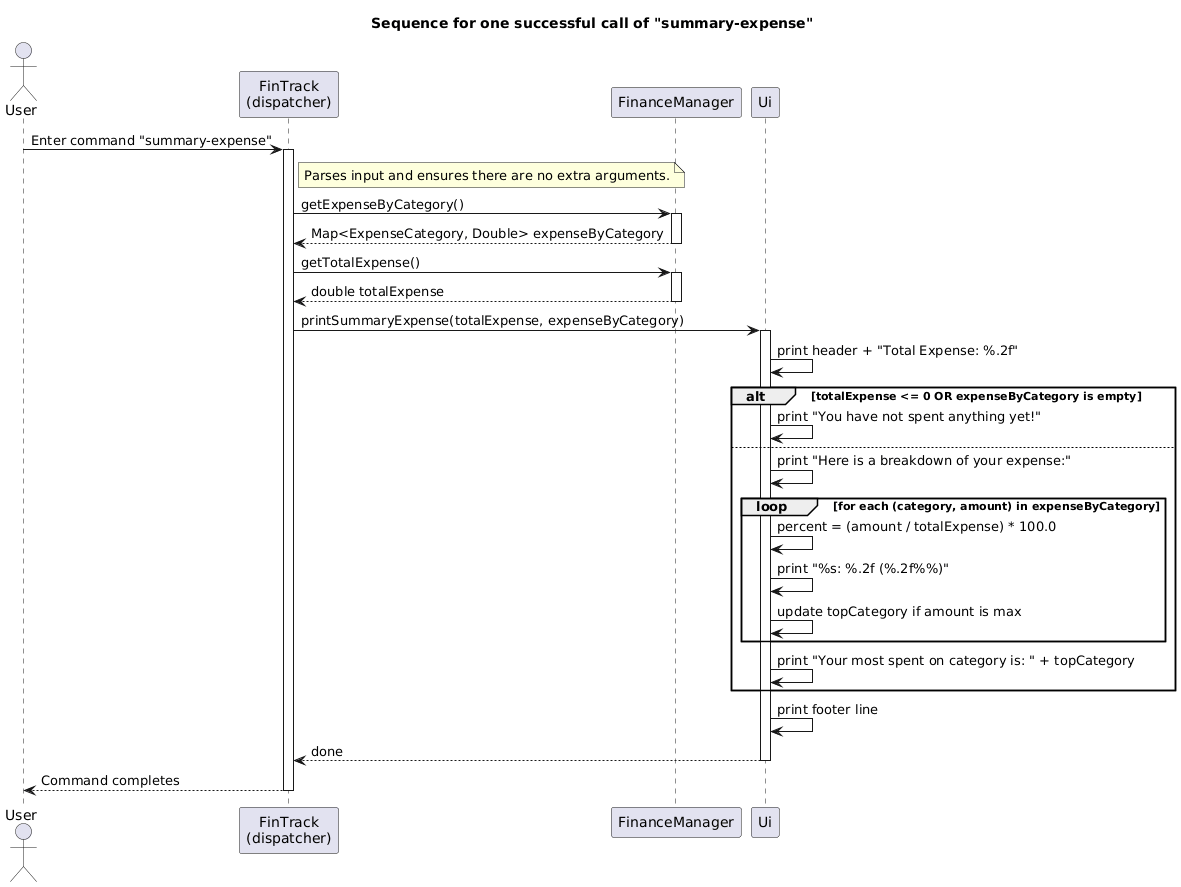 Sequence for one successful call of "summary-expense"
User
FinTrack
(dispatcher)
FinanceManager
Ui
Enter command "summary-expense"
Parses input and ensures there are no extra arguments.
getExpenseByCategory()
Map<ExpenseCategory, Double> expenseByCategory
getTotalExpense()
double totalExpense
printSummaryExpense(totalExpense, expenseByCategory)
print header + "Total Expense: %.2f"
alt
[totalExpense <= 0 OR expenseByCategory is empty]
print "You have not spent anything yet!"
print "Here is a breakdown of your expense:"
loop
[for each (category, amount) in expenseByCategory]
percent = (amount / totalExpense) * 100.0
print "%s: %.2f (%.2f%%)"
update topCategory if amount is max
print "Your most spent on category is: " + topCategory
print footer line
done
Command completes
User
FinTrack
(dispatcher)
FinanceManager
Ui